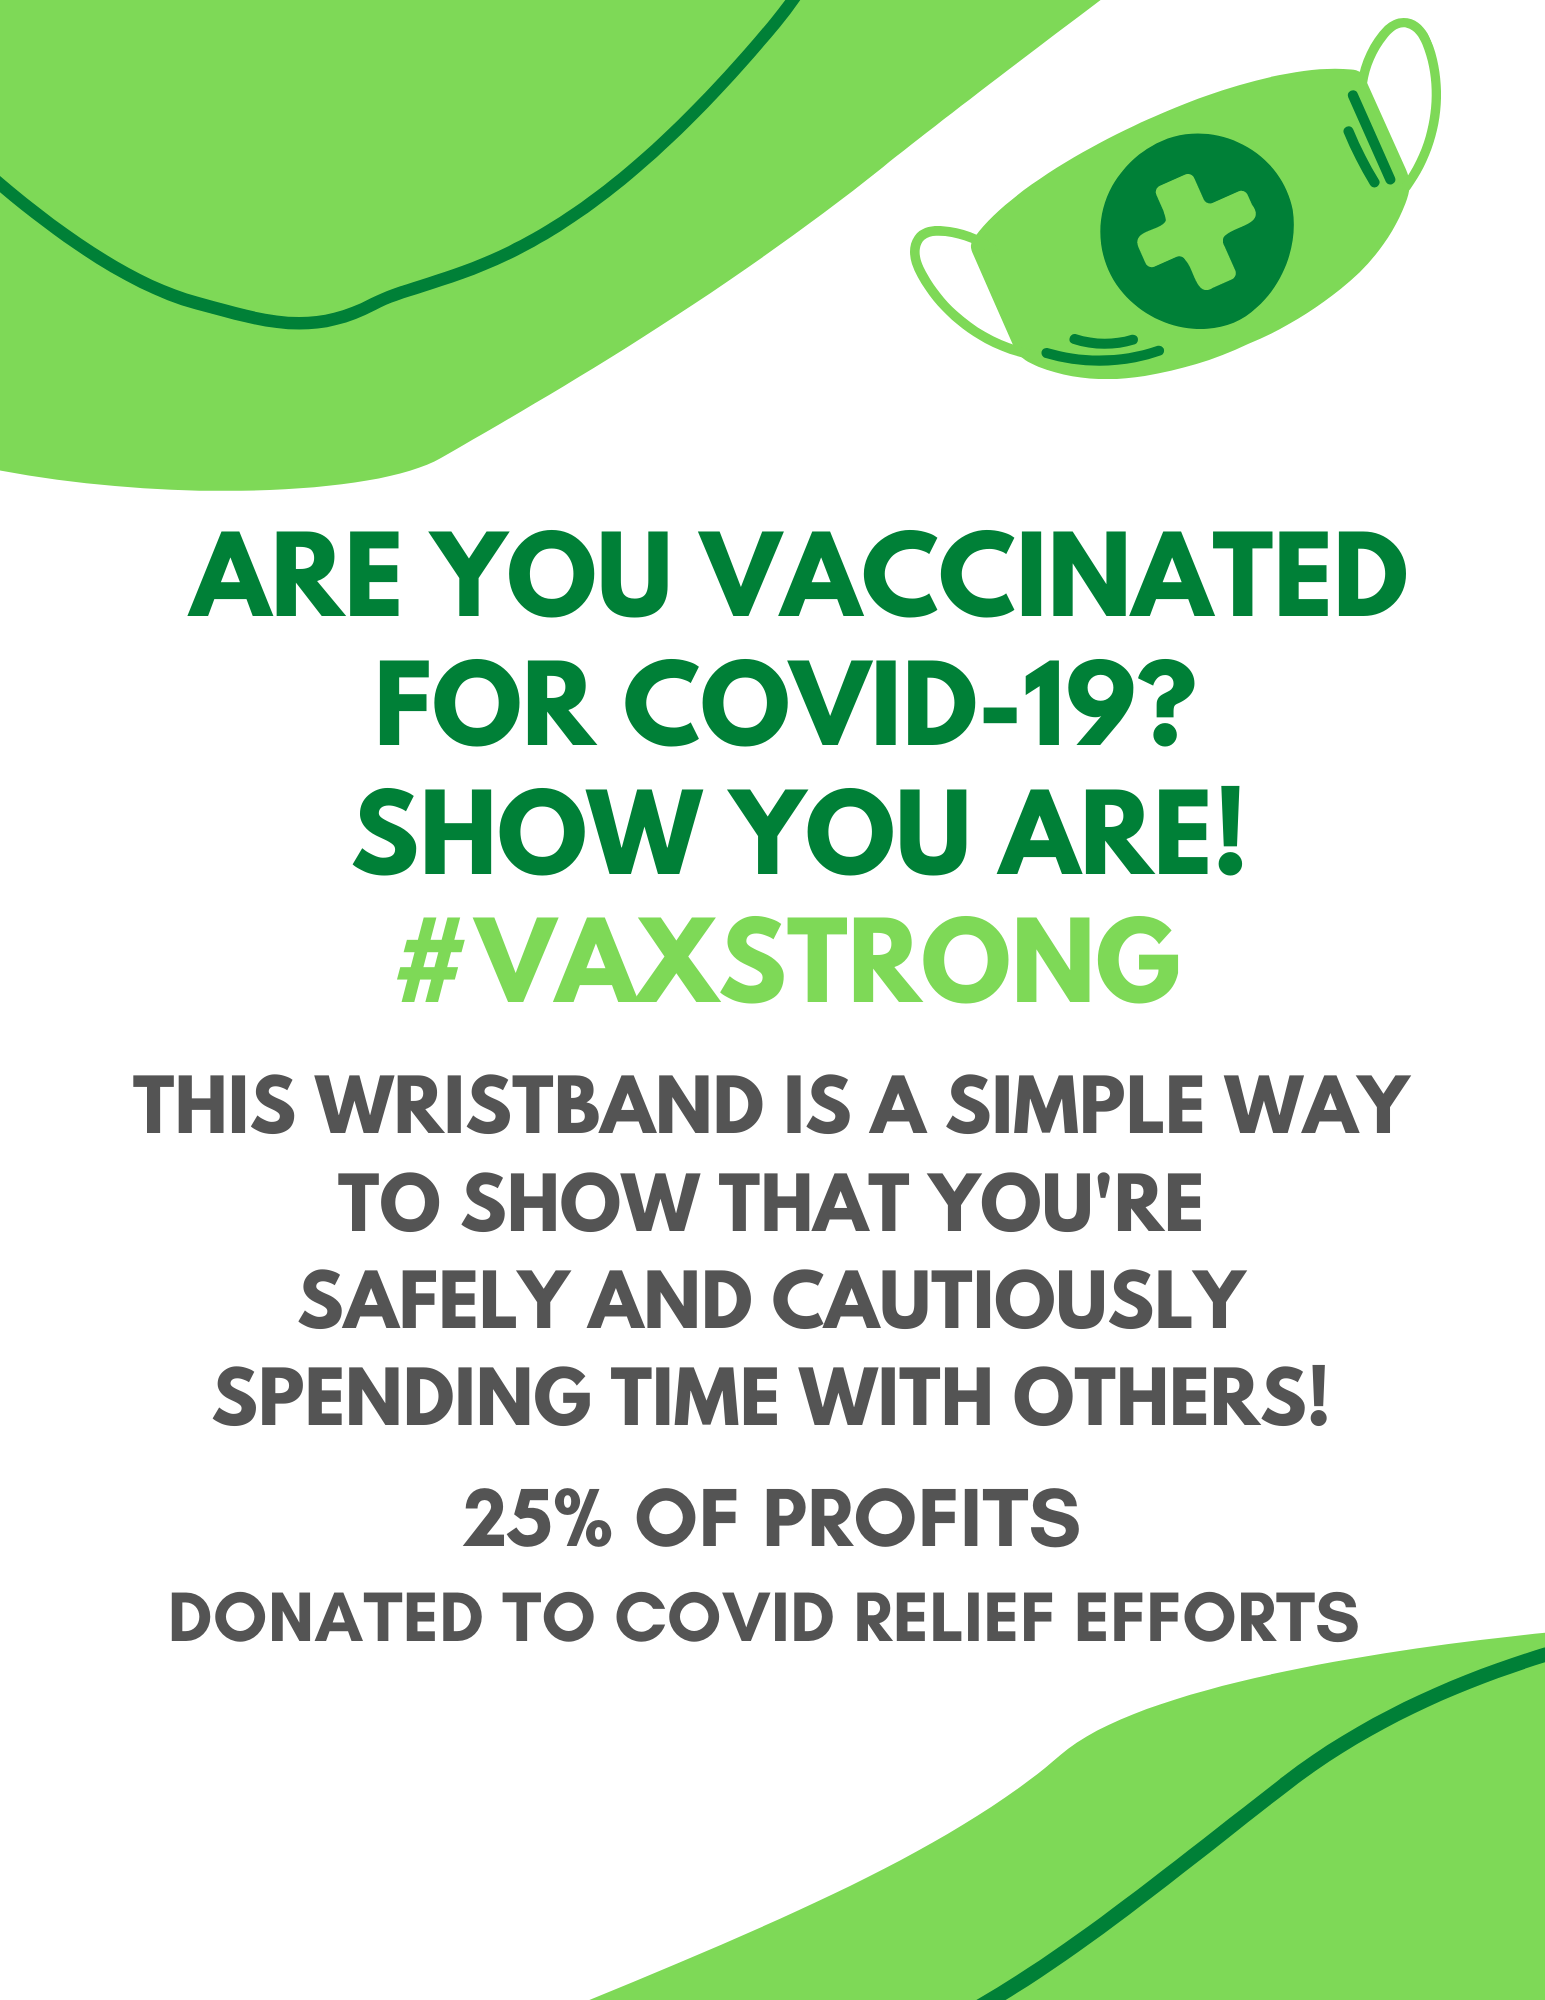 ARE YOU VACCINATED
FOR COVID-19?
SHOW YOU ARE!
#VAXSTRONG
THIS WRISTBAND IS A SIMPLE WAY
TO SHOW THAT YOU'RE
SAFELY AND CAUTIOUSLY
SPENDING TIME WITH OTHERS!
25% OF PROFITS
DONATED TO COVID RELIEF EFFORTS